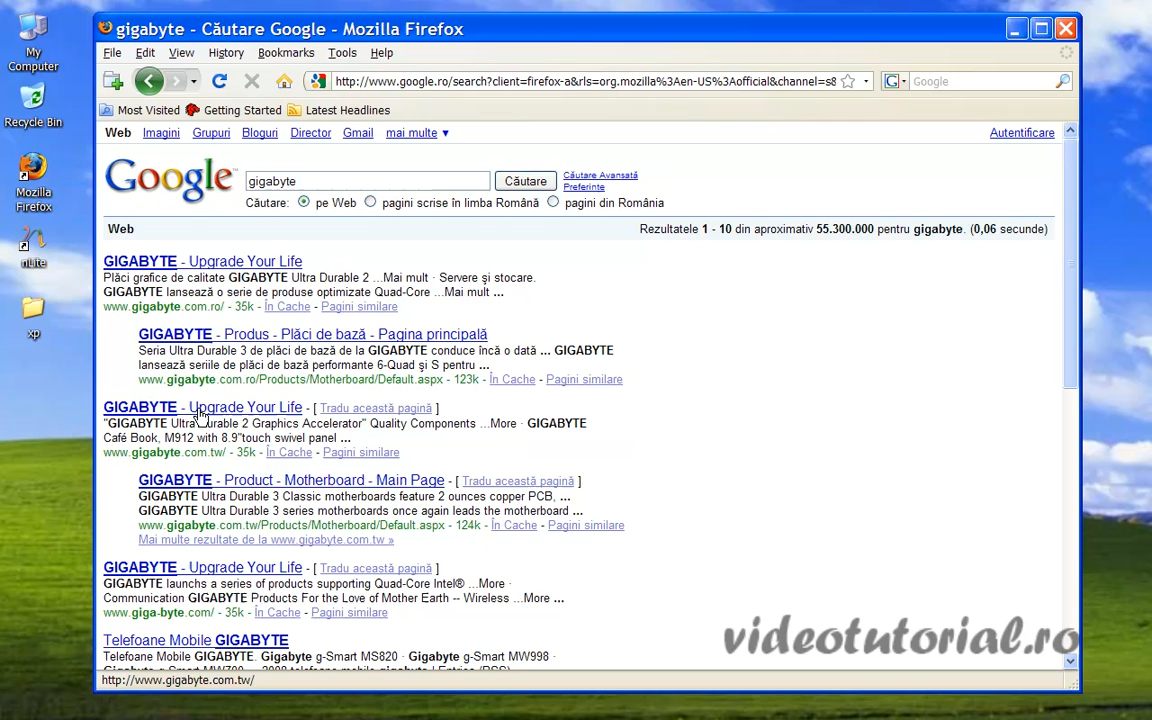 My Computer
Recycle Bin
Mozilla Firefox
nLite
xp
gigabyte - Căutare Google - Mozilla Firefox
File Edit View History Bookmarks Tools Help
http://www.google.ro/search?client=firefox-a&rls=org.mozilla%3Aen-US%3Aofficial&channel=s&
Google
Most Visited Getting Started Latest Headlines
Web Imagini Grupuri Bloguri Director Gmail mai multe ▼ Autentificare
Google
gigabyte Căutare Căutare Avansată
Preferințe
Căutare: pe Web pagini scrise în limba Română pagini din România
Web Rezultatele 1 - 10 din aproximativ 55.300.000 pentru gigabyte. (0,06 secunde)
GIGABYTE - Upgrade Your Life
Plăci grafice de calitate GIGABYTE Ultra Durable 2 ...Mai mult · Servere și stocare.
GIGABYTE lansează o serie de produse optimizate Quad-Core ...Mai mult ...
www.gigabyte.com.ro/ - 35k - În Cache - Pagini similare
GIGABYTE - Produs - Plăci de bază - Pagina principală
Seria Ultra Durable 3 de plăci de bază de la GIGABYTE conduce încă o dată ... GIGABYTE
lansează seriile de plăci de bază performante 6-Quad și S pentru ...
www.gigabyte.com.ro/Products/Motherboard/Default.aspx - 123k - În Cache - Pagini similare
GIGABYTE - Upgrade Your Life - [ Tradu această pagină ]
"GIGABYTE Ultra Durable 2 Graphics Accelerator" Quality Components ...More · GIGABYTE
Café Book, M912 with 8.9"touch swivel panel ...
www.gigabyte.com.tw/ - 35k - În Cache - Pagini similare
GIGABYTE - Product - Motherboard - Main Page - [ Tradu această pagină ]
GIGABYTE Ultra Durable 3 Classic motherboards feature 2 ounces copper PCB, ...
GIGABYTE Ultra Durable 3 series motherboards once again leads the motherboard ...
www.gigabyte.com.tw/Products/Motherboard/Default.aspx - 124k - În Cache - Pagini similare
Mai multe rezultate de la www.gigabyte.com.tw »
GIGABYTE - Upgrade Your Life - [ Tradu această pagină ]
GIGABYTE launchs a series of products supporting Quad-Core Intel® ...More ·
Communication GIGABYTE Products For the Love of Mother Earth -- Wireless ...More ...
www.giga-byte.com/ - 35k - În Cache - Pagini similare
Telefoane Mobile GIGABYTE
Telefoane Mobile GIGABYTE. Gigabyte g-Smart MS820 · Gigabyte g-Smart MW998 ·
videotutorial.ro
http://www.gigabyte.com.tw/